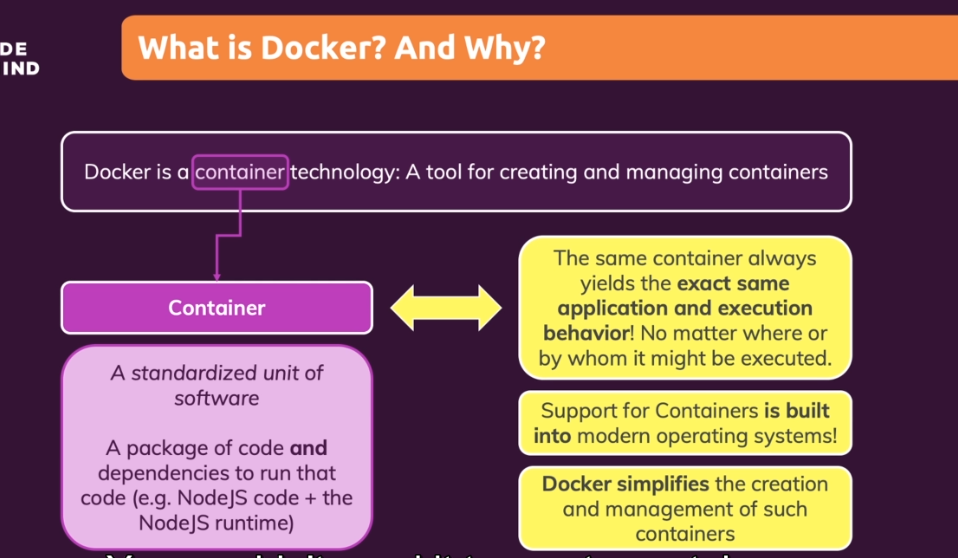 DE
IND
What is Docker? And Why?
Docker is a container technology: A tool for creating and managing containers
Container
A standardized unit of
software
A package of code and
dependencies to run that
code (e.g. NodeJS code + the
NodeJS runtime)
The same container always
yields the exact same
application and execution
behavior! No matter where or
by whom it might be executed.
Support for Containers is built
into modern operating systems!
Docker simplifies the creation
and management of such
containers